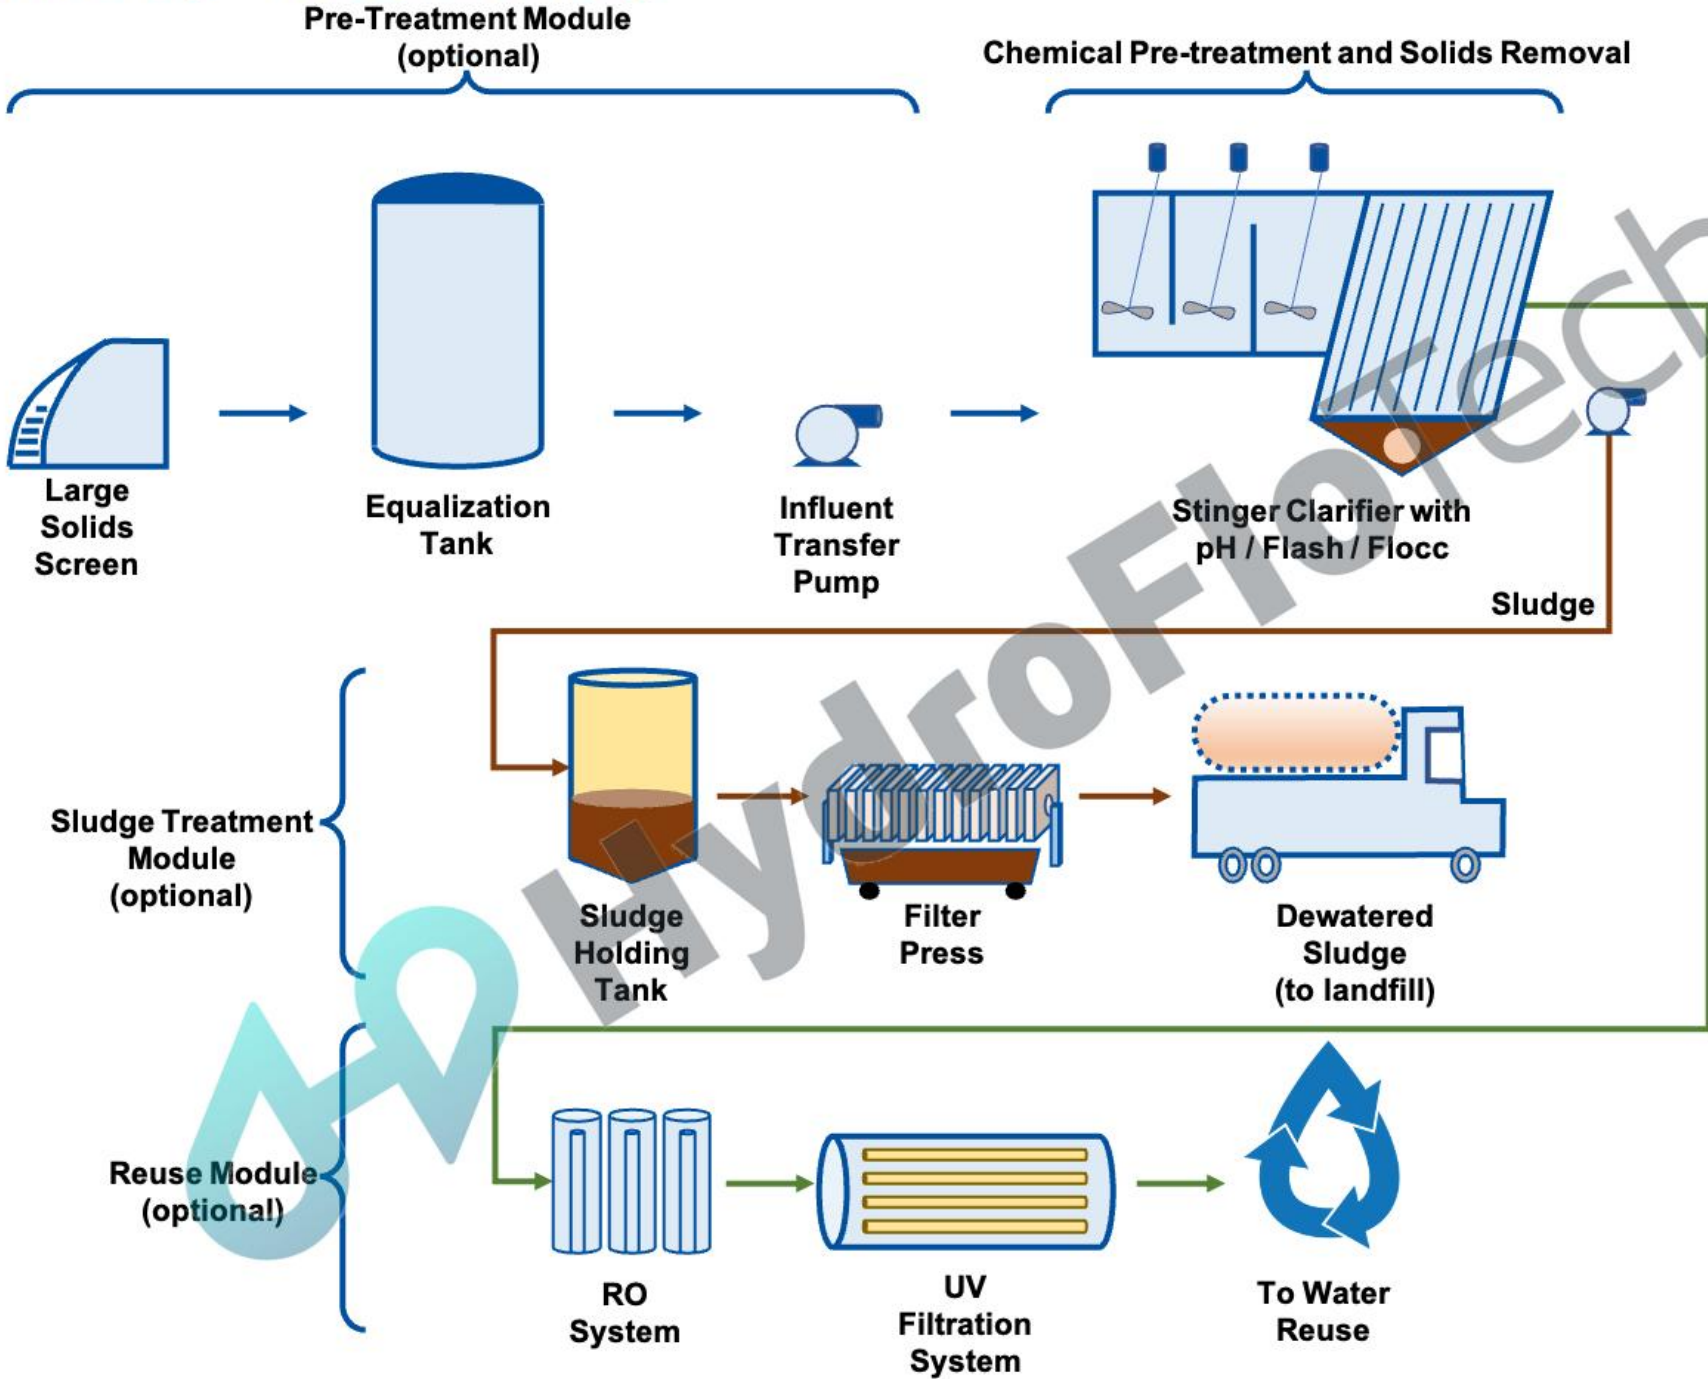 Pre-Treatment Module
(optional)
Chemical Pre-treatment and Solids Removal
Large
Solids
Screen
Equalization
Tank
Influent
Transfer
Pump
Stinger Clarifier with
pH / Flash / Flocc
Sludge
Sludge Treatment
Module
(optional)
Sludge
Holding
Tank
Filter
Press
Dewatered
Sludge
(to landfill)
Reuse Module
(optional)
RO
System
UV
Filtration
System
To Water
Reuse
HydroFloTech